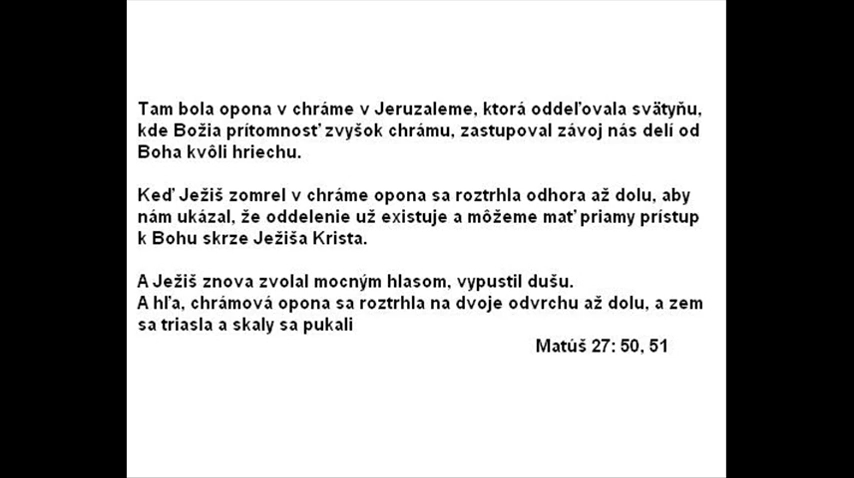 Tam bola opona v chráme v Jeruzaleme, ktorá oddeľovala svätyňu,
kde Božia prítomnosť zvyšok chrámu, zastupoval závoj nás delí od
Boha kvôli hriechu.
Keď Ježiš zomrel v chráme opona sa roztrhla odhora až dolu, aby
nám ukázal, že oddelenie už existuje a môžeme mať priamy prístup
k Bohu skrze Ježiša Krista.
A Ježiš znova zvolal mocným hlasom, vypustil dušu.
A hľa, chrámová opona sa roztrhla na dvoje odvrchu až dolu, a zem
sa triasla a skaly sa pukali
Matúš 27: 50, 51